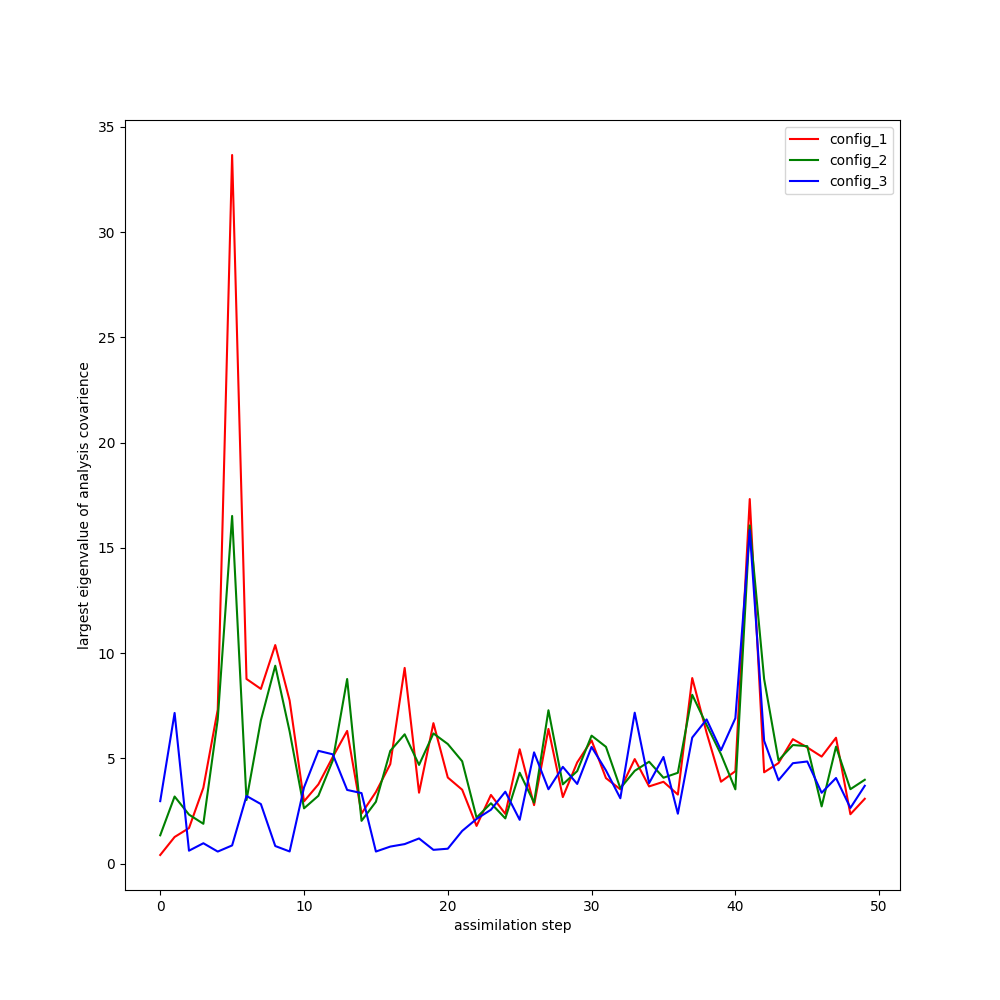 35
30
25
20
15
10
5
0
largest eigenvalue of analysis covarience
0 10 20 30 40 50
assimilation step
config_1
config_2
config_3